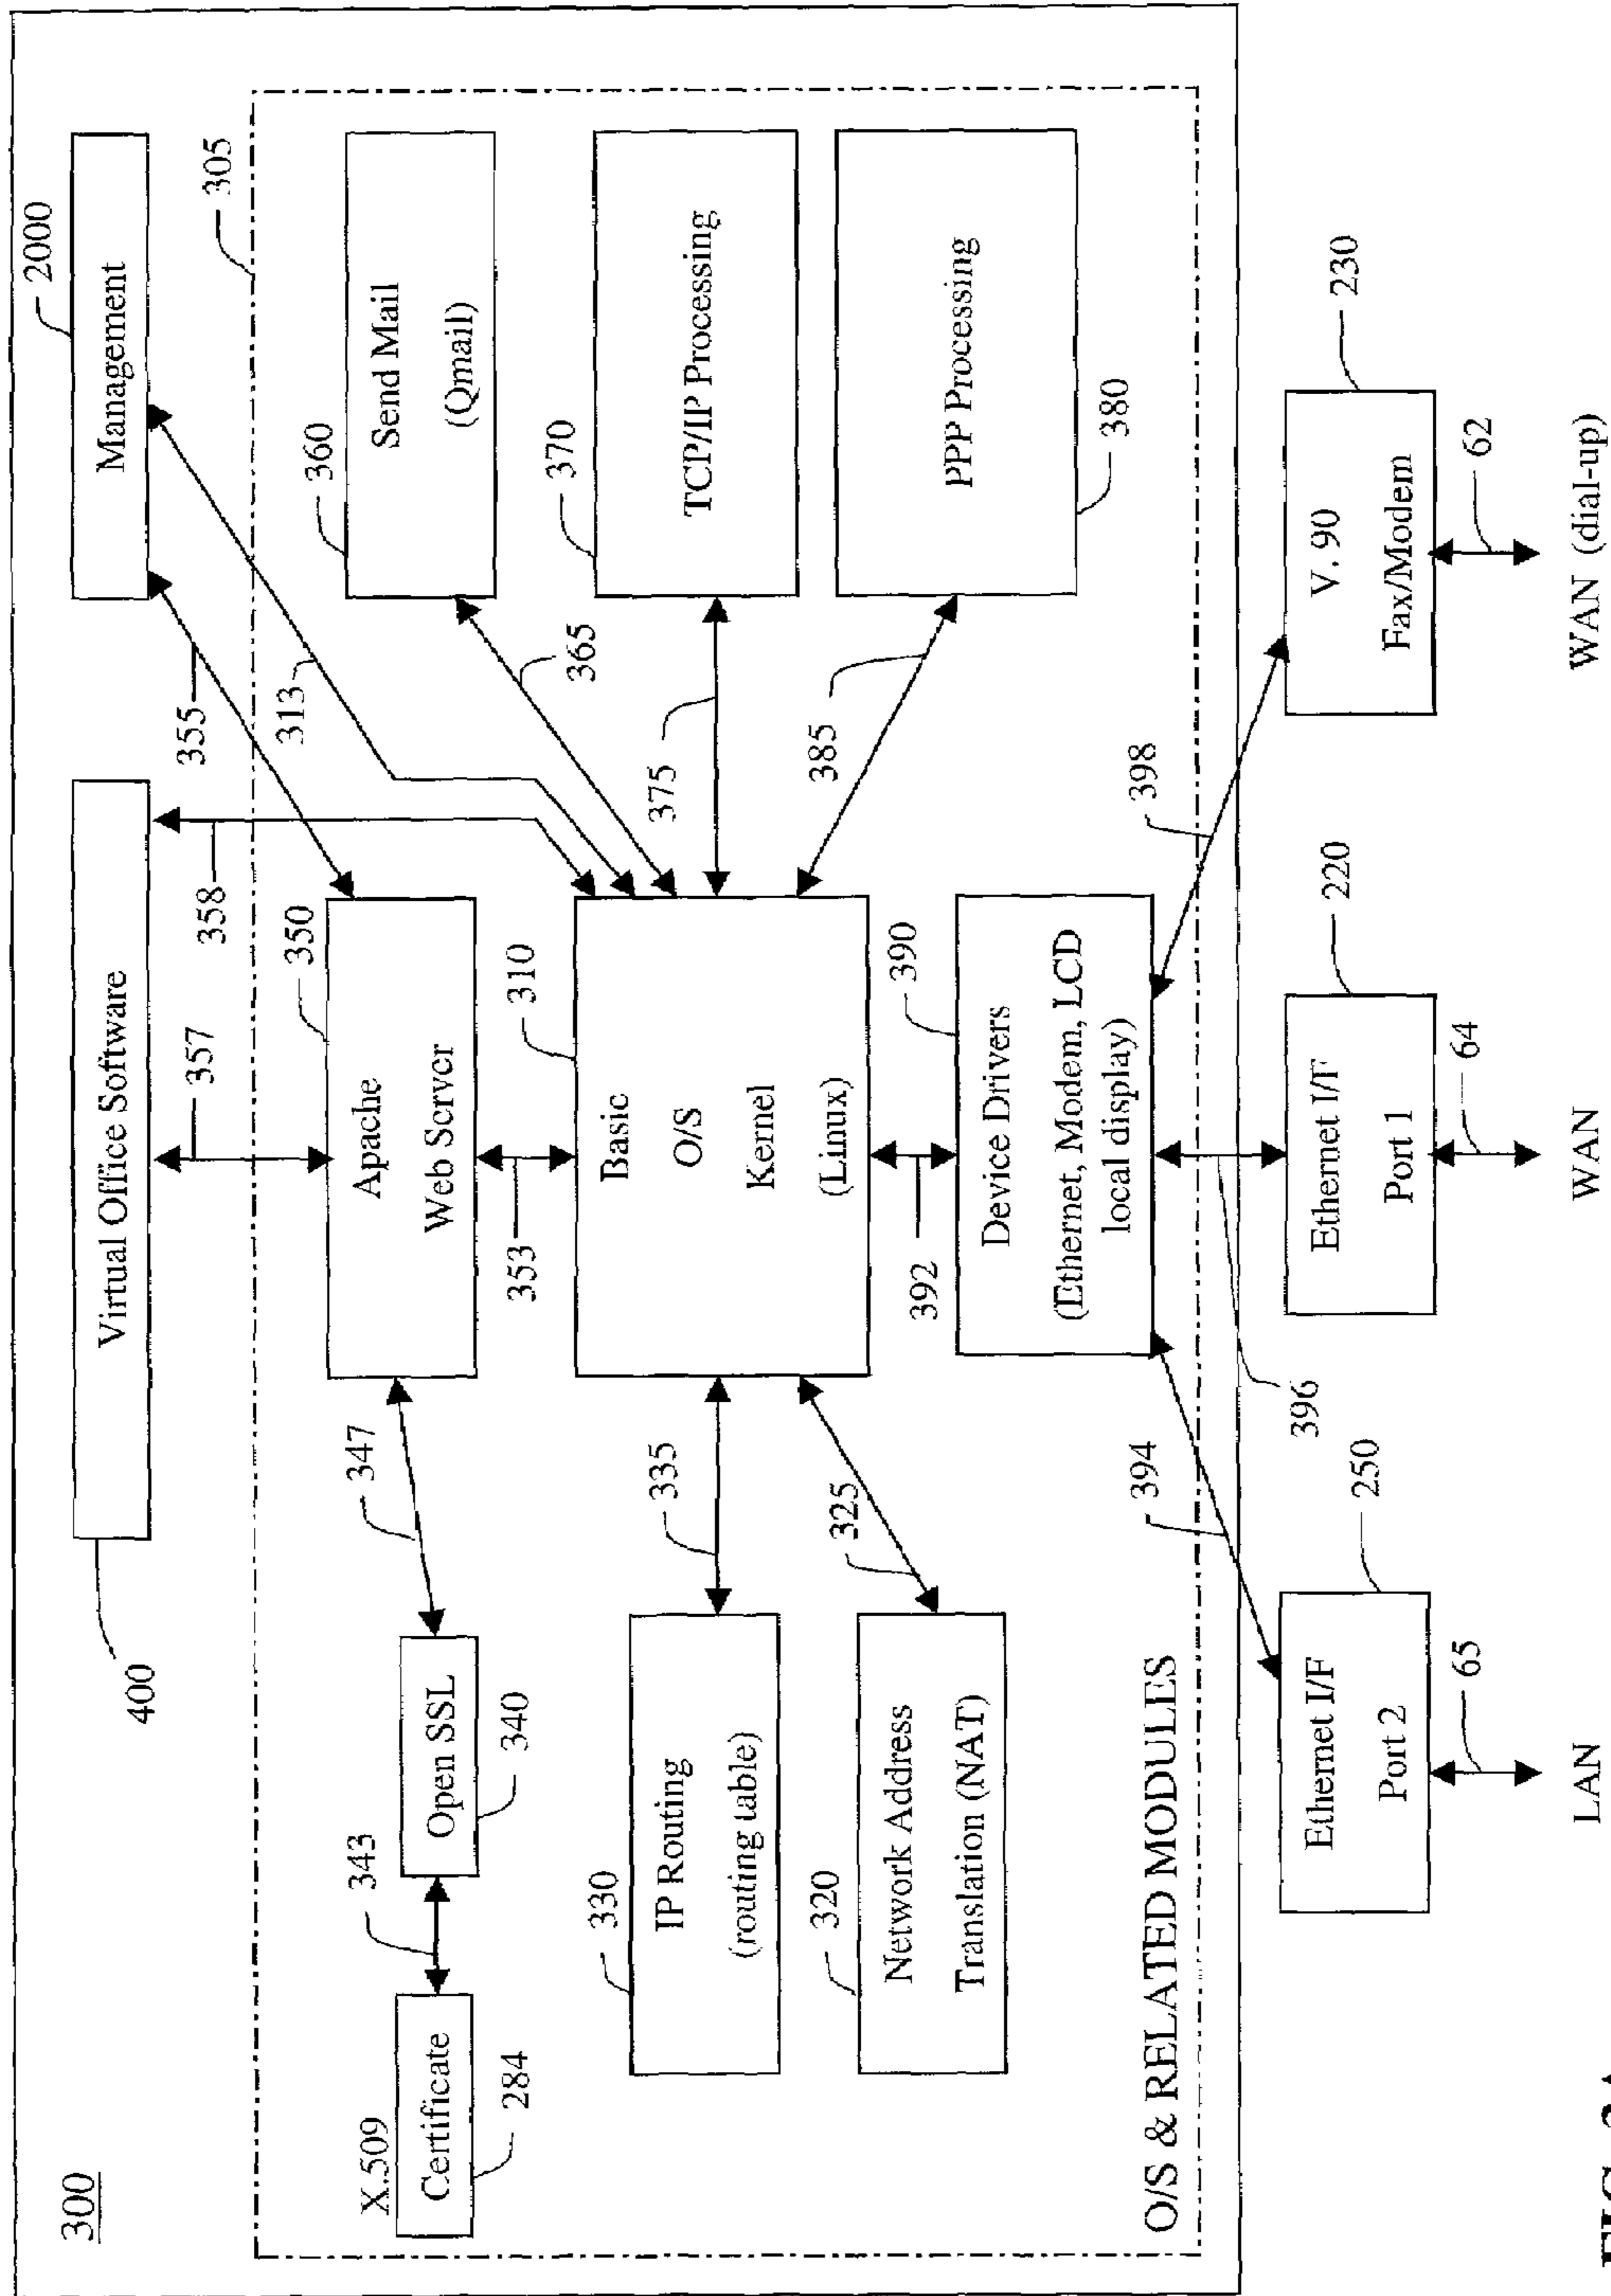 300
400
Virtual Office Software
Management
2000
357
358
355
313
305
X.509
Certificate
284
343
Open SSL
340
347
Apache
Web Server
350
353
Send Mail
(Qmail)
360
365
Basic
O/S
Kernel
(Linux)
310
IP Routing
(routing table)
330
335
TCP/IP Processing
370
375
Network Address
Translation (NAT)
320
325
PPP Processing
380
385
392
Device Drivers
(Ethernet, Modem, LCD
local display)
390
O/S & RELATED MODULES
394
396
398
Ethernet I/F
Port 2
250
Ethernet I/F
Port 1
220
V. 90
Fax/Modem
230
65
64
62
LAN
WAN
WAN (dial-up)